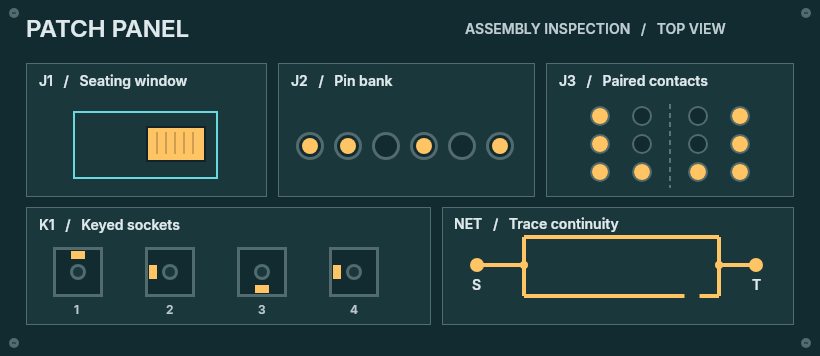 PATCH PANEL
ASSEMBLY INSPECTION / TOP VIEW
J1 / Seating window
J2 / Pin bank
J3 / Paired contacts
K1 / Keyed sockets
1 2 3 4
NET / Trace continuity
S T